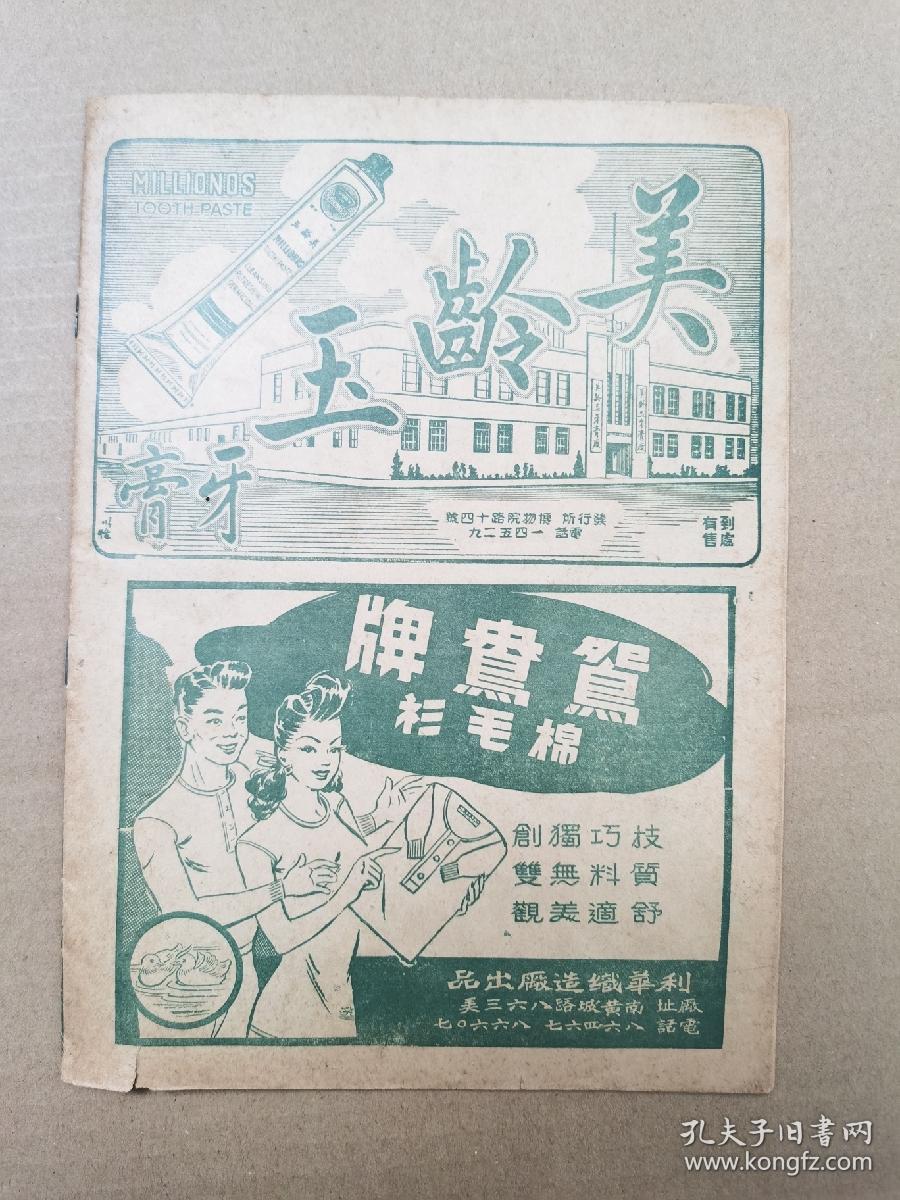 MILLIONDS
TOOTH-PASTE
美齡玉
牙膏
發行所 博物院路十四號
電話 一四五二九
到處
有售
鴛鴦牌
棉毛衫
技巧獨創
質料無雙
舒適美觀
利華織造廠出品
廠址 南黃坡路八六三弄
電話 八六四六七 八六六〇七
孔夫子旧书网
www.kongfz.com